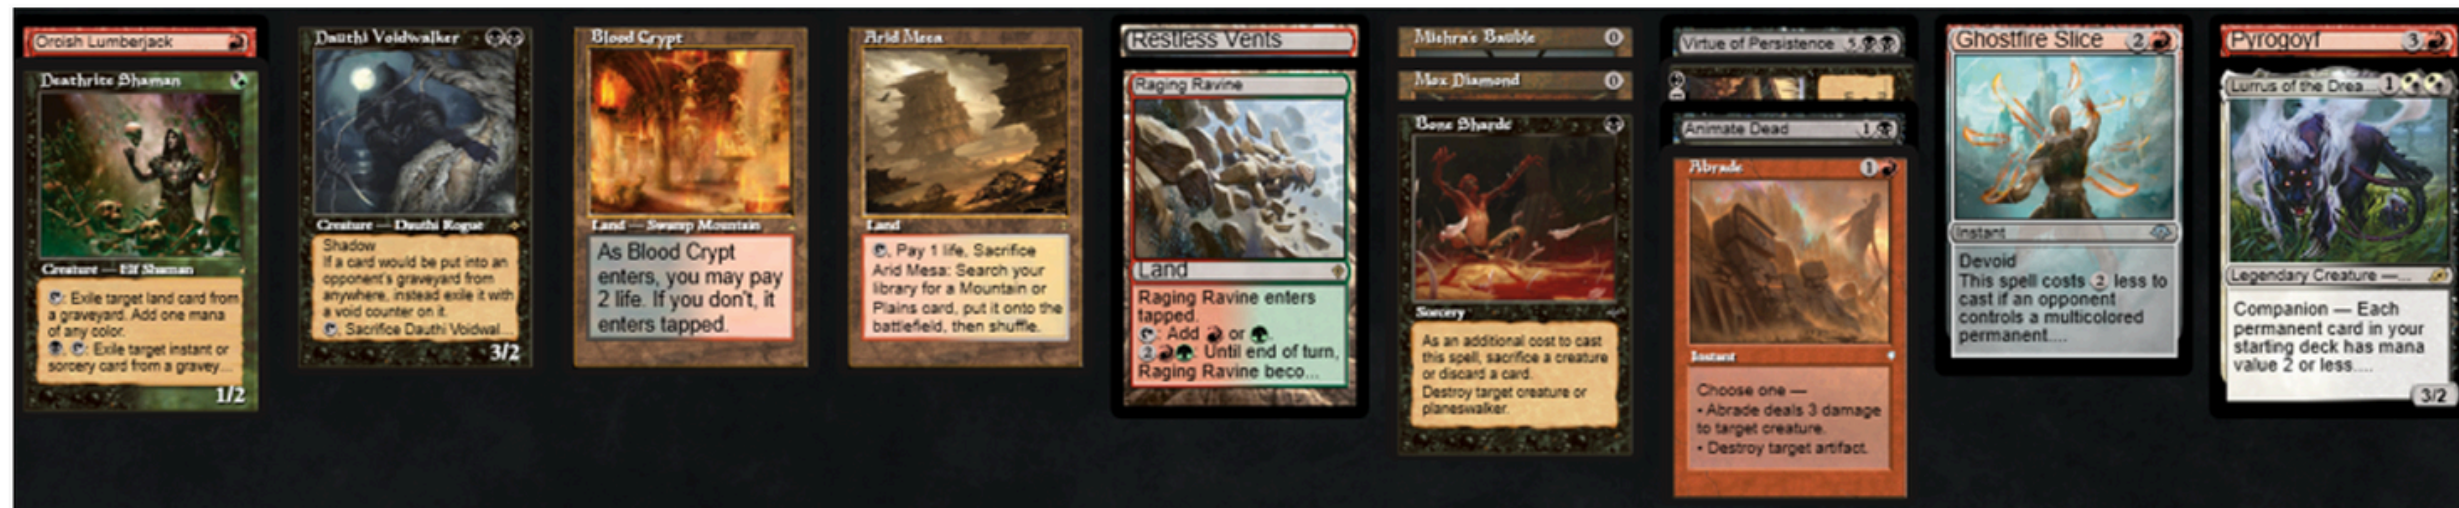 Orcish Lumberjack
Deathrite Shaman
Creature — Elf Shaman
: Exile target land card from
a graveyard. Add one mana
of any color.
, : Exile target instant or
sorcery card from a gravey....
1/2
Dauthi Voidwalker
Creature — Dauthi Rogue
Shadow
If a card would be put into an
opponent's graveyard from
anywhere, instead exile it with
a void counter on it.
, Sacrifice Dauthi Voidwal...
3/2
Blood Crypt
Land — Swamp Mountain
As Blood Crypt
enters, you may pay
2 life. If you don't, it
enters tapped.
Arid Mesa
Land
, Pay 1 life, Sacrifice
Arid Mesa: Search your
library for a Mountain or
Plains card, put it onto the
battlefield, then shuffle.
Restless Vents
Raging Ravine
Land
Raging Ravine enters
tapped.
: Add or .
2 : Until end of turn,
Raging Ravine beco...
Mishra's Bauble 0
Mox Diamond 0
Bone Shards
Sorcery
As an additional cost to cast
this spell, sacrifice a creature
or discard a card.
Destroy target creature or
planeswalker.
Virtue of Persistence 5
Animate Dead 1
Abrade 1
Instant
Choose one —
• Abrade deals 3 damage
to target creature.
• Destroy target artifact.
Ghostfire Slice 2
Instant
Devoid
This spell costs 2 less to
cast if an opponent
controls a multicolored
permanent....
Pyrogoyf 3
Lurrus of the Drea... 1
Legendary Creature —...
Companion — Each
permanent card in your
starting deck has mana
value 2 or less....
3/2